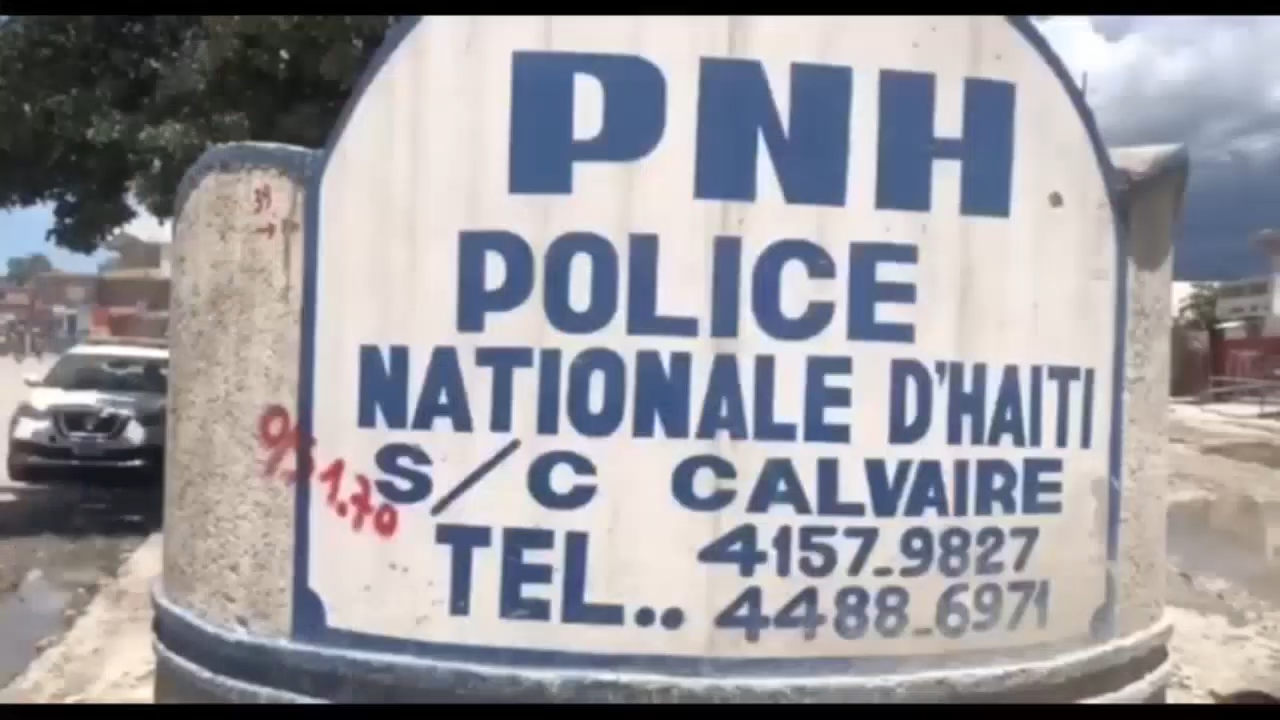 PNH
POLICE
NATIONALE D'HAITI
S/C CALVAIRE
TEL.. 4157-9827
4488-6971